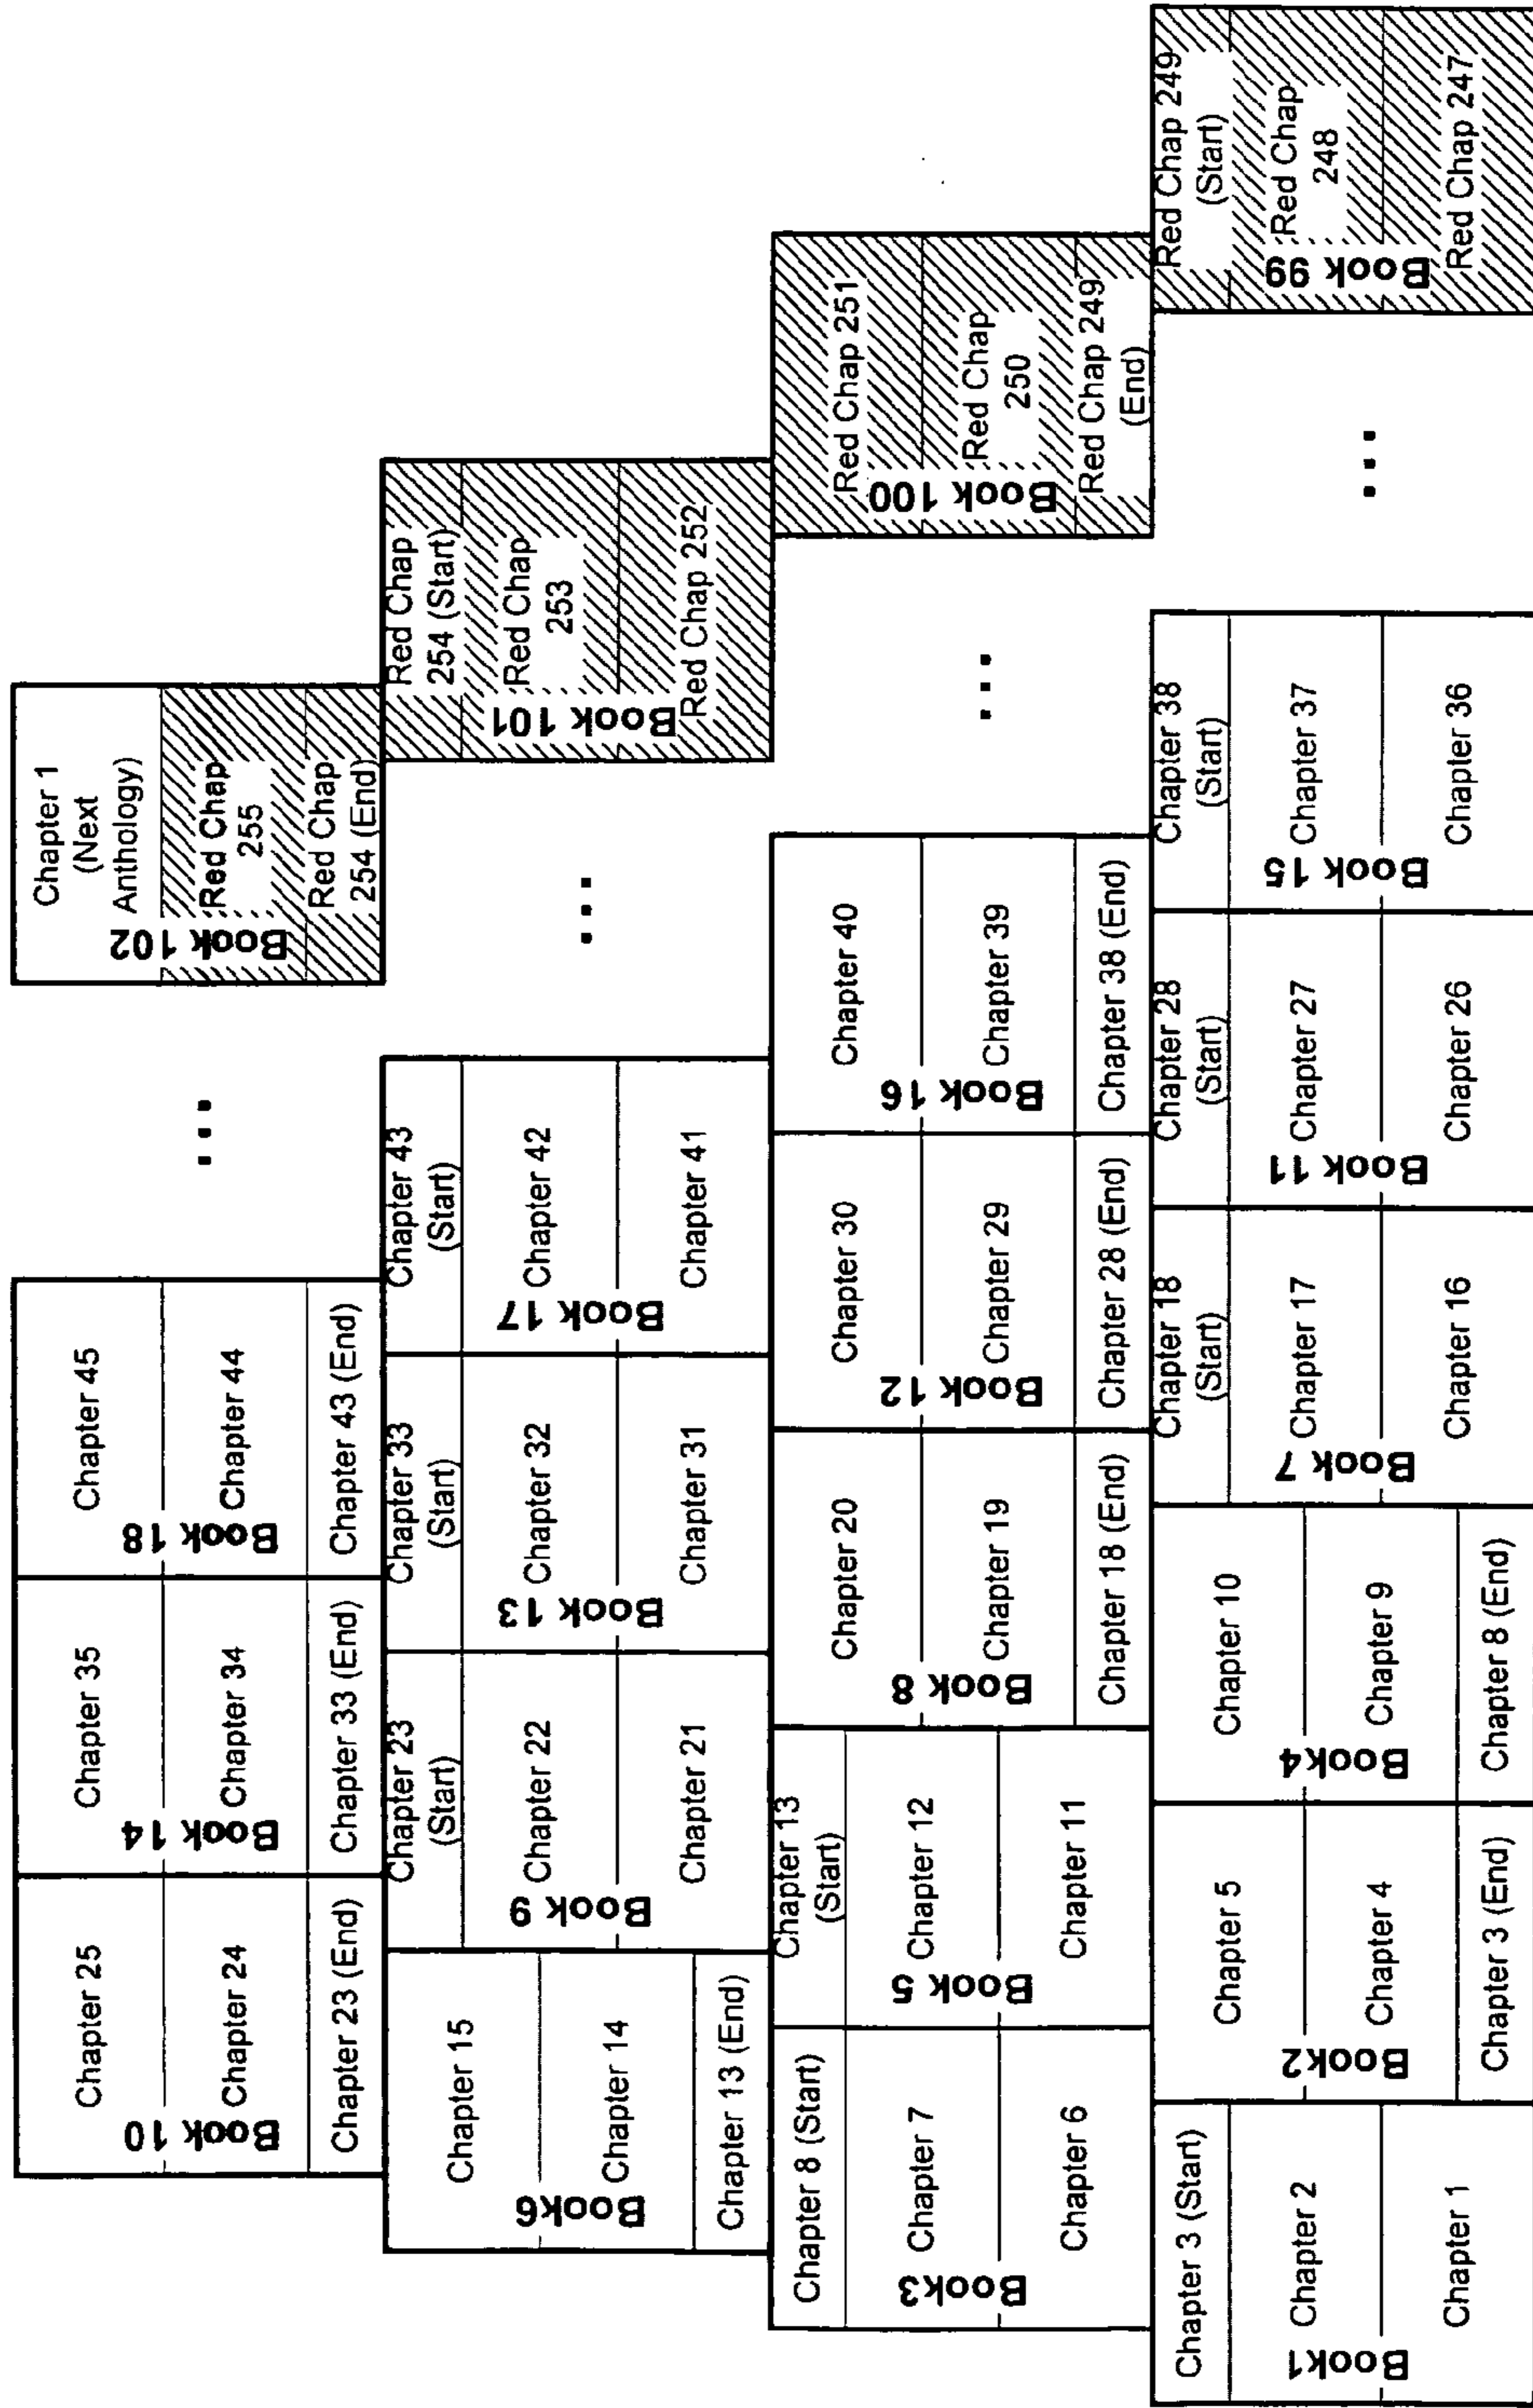 Chapter 25
Chapter 24
Book 10
Chapter 23 (End)
Chapter 35
Chapter 34
Book 14
Chapter 33 (End)
Chapter 45
Chapter 44
Book 18
Chapter 43 (End)
...
Chapter 1
(Next
Anthology)
Red Chap
255
Book 102
Red Chap
254 (End)
Chapter 15
Chapter 14
Book6
Chapter 13 (End)
Chapter 23
(Start)
Chapter 22
Book 9
Chapter 21
Chapter 33
(Start)
Chapter 32
Book 13
Chapter 31
Chapter 43
(Start)
Chapter 42
Book 17
Chapter 41
...
Red Chap
254 (Start)
Red Chap
253
Book 101
Red Chap 252
Chapter 8 (Start)
Chapter 7
Book3
Chapter 6
Chapter 13
(Start)
Chapter 12
Book 5
Chapter 11
Chapter 20
Chapter 19
Book 8
Chapter 18 (End)
Chapter 30
Chapter 29
Book 12
Chapter 28 (End)
Chapter 40
Chapter 39
Book 16
Chapter 38 (End)
...
Red Chap 251
Red Chap
250
Book 100
Red Chap 249
(End)
Chapter 3 (Start)
Chapter 2
Book1
Chapter 1
Chapter 5
Chapter 4
Book2
Chapter 3 (End)
Chapter 10
Chapter 9
Book4
Chapter 8 (End)
Chapter 18
(Start)
Chapter 17
Book 7
Chapter 16
Chapter 28
(Start)
Chapter 27
Book 11
Chapter 26
Chapter 38
(Start)
Chapter 37
Book 15
Chapter 36
...
Red Chap 249
(Start)
Red Chap
248
Book 99
Red Chap 247